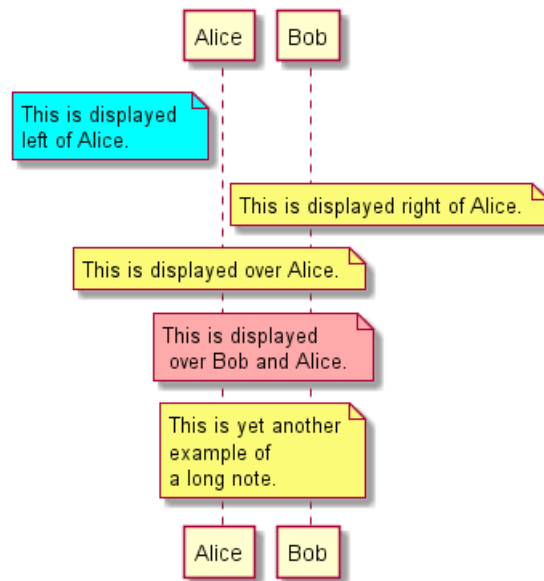 Alice Bob
This is displayed
left of Alice.
This is displayed right of Alice.
This is displayed over Alice.
This is displayed
over Bob and Alice.
This is yet another
example of
a long note.
Alice Bob